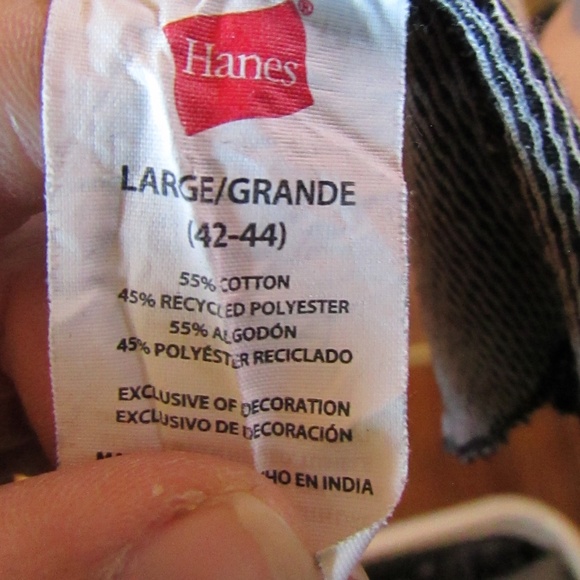 Hanes®
LARGE/GRANDE
(42-44)
55% COTTON
45% RECYCLED POLYESTER
55% ALGODÓN
45% POLYÉSTER RECICLADO
EXCLUSIVE OF DECORATION
EXCLUSIVO DE DECORACIÓN
EN INDIA